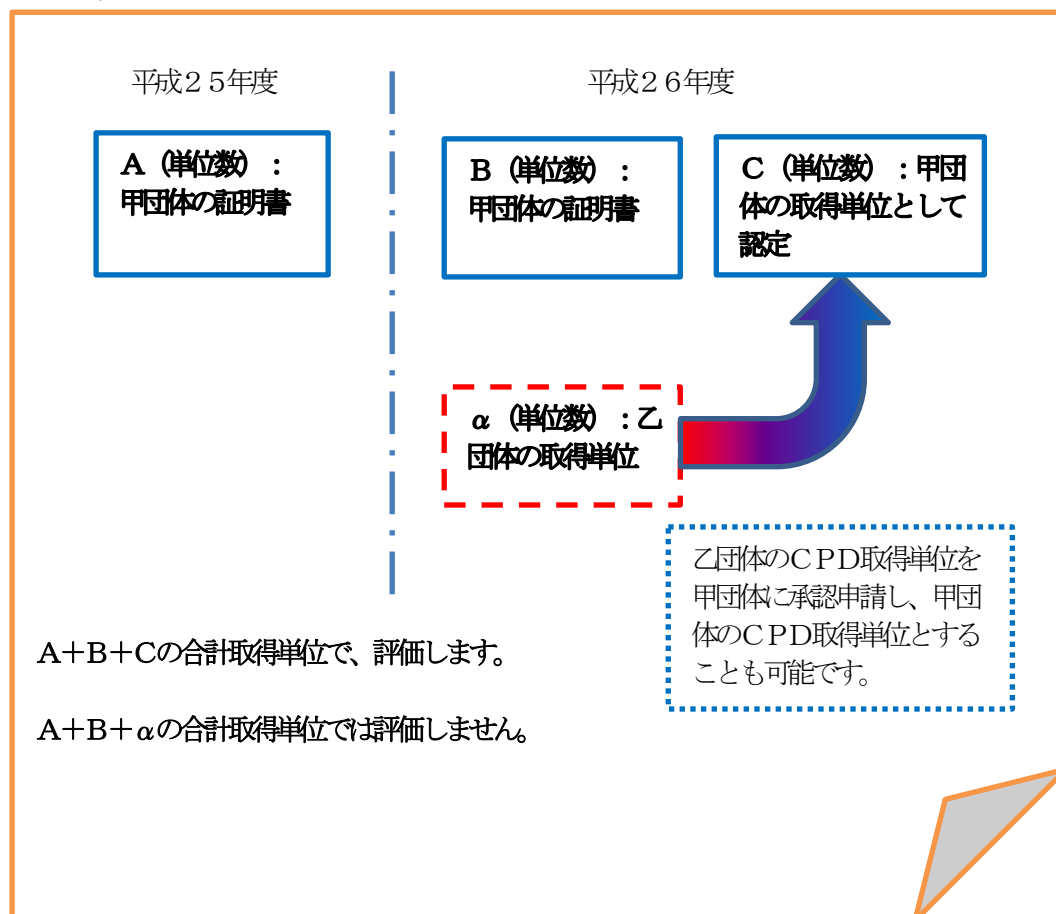 平成２５年度
平成２６年度
Ａ（単位数）：
甲団体の証明書
Ｂ（単位数）：
甲団体の証明書
Ｃ（単位数）：甲団
体の取得単位として
認定
α（単位数）：乙
団体の取得単位
乙団体のＣＰＤ取得単位を
甲団体に承認申請し、甲団
体のＣＰＤ取得単位とする
ことも可能です。
Ａ＋Ｂ＋Ｃの合計取得単位で、評価します。
Ａ＋Ｂ＋αの合計取得単位では評価しません。